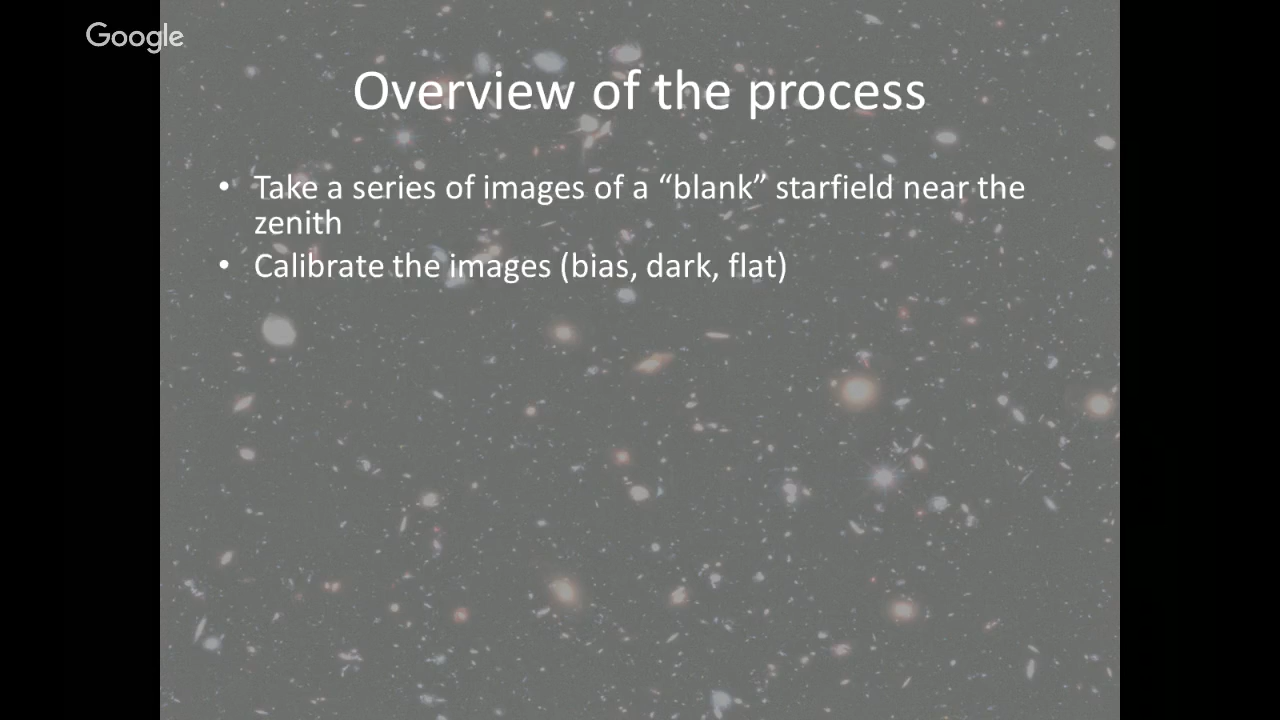 Google
Overview of the process
• Take a series of images of a “blank” starfield near the
zenith
• Calibrate the images (bias, dark, flat)